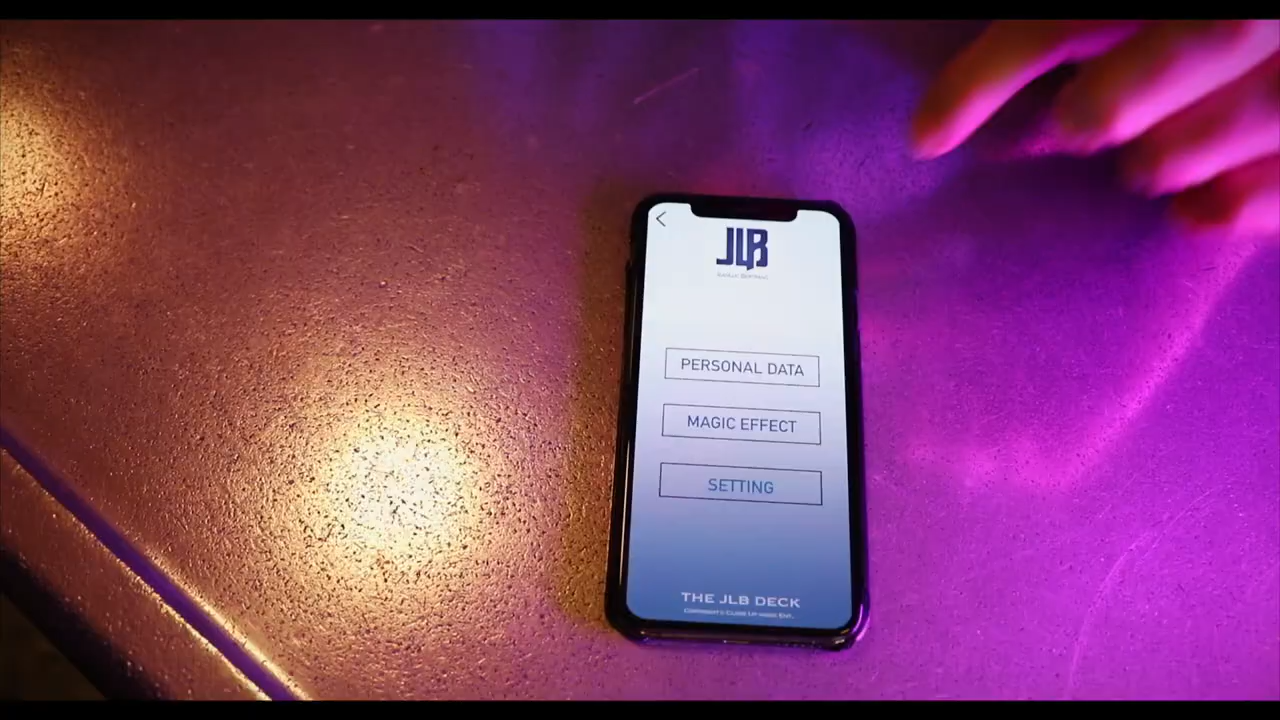 JLB
PERSONAL DATA
MAGIC EFFECT
SETTING
THE JLB DECK